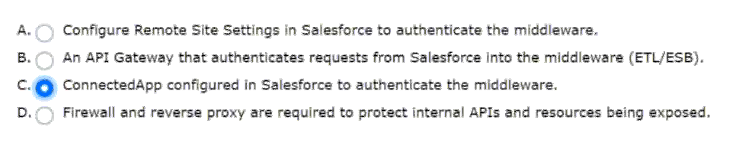 A. Configure Remote Site Settings in Salesforce to authenticate the middleware.
B. An API Gateway that authenticates requests from Salesforce into the middleware (ETL/ESB).
C. ConnectedApp configured in Salesforce to authenticate the middleware.
D. Firewall and reverse proxy are required to protect internal APIs and resources being exposed.